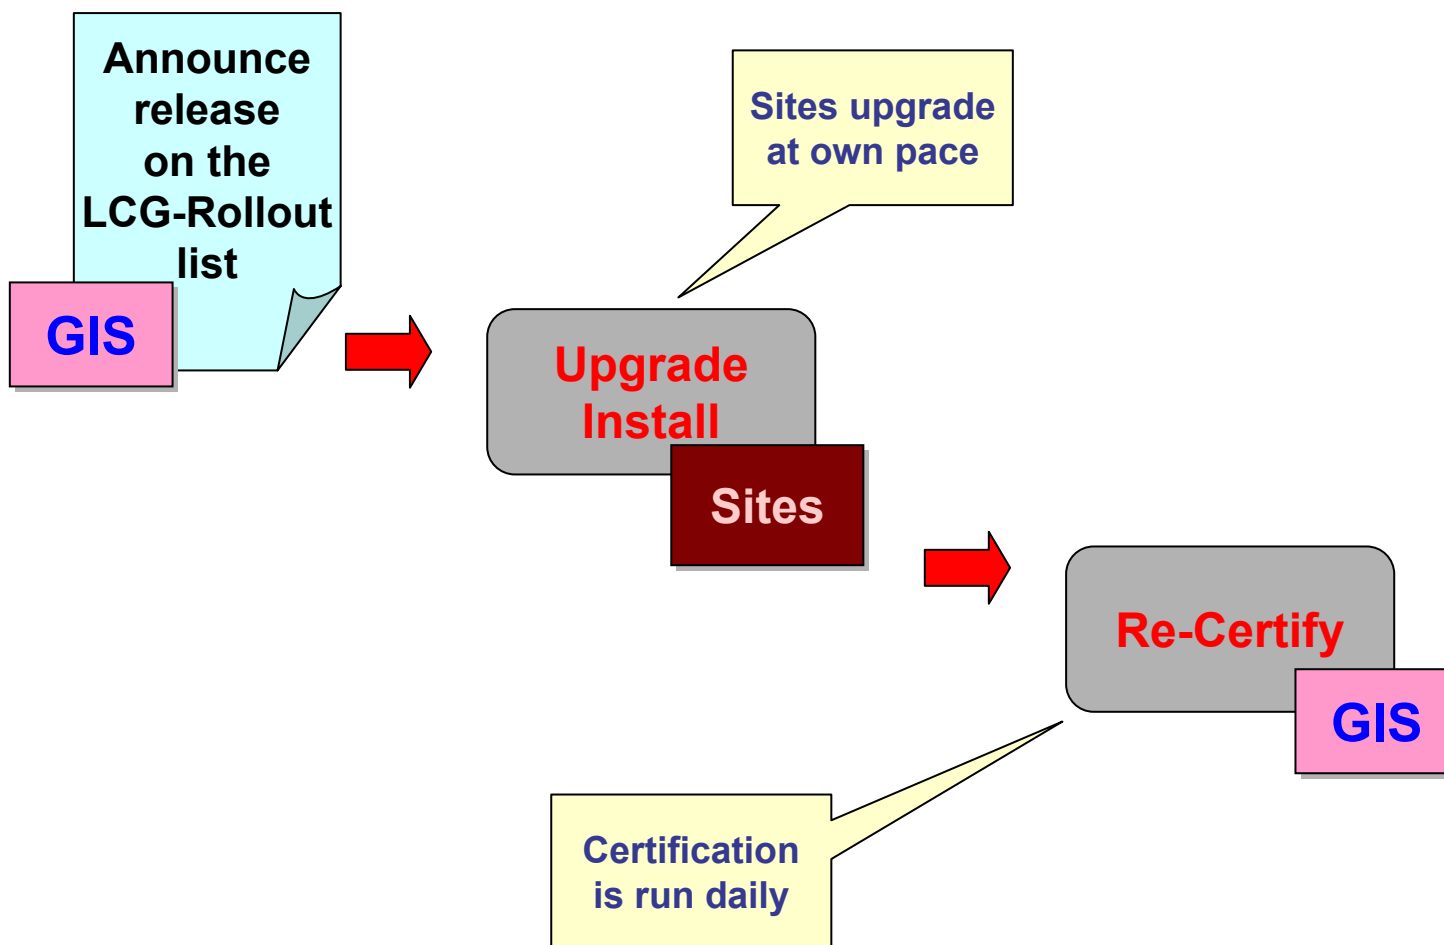 Announce
release
on the
LCG-Rollout
list
GIS
Sites upgrade
at own pace
Upgrade
Install
Sites
Re-Certify
GIS
Certification
is run daily